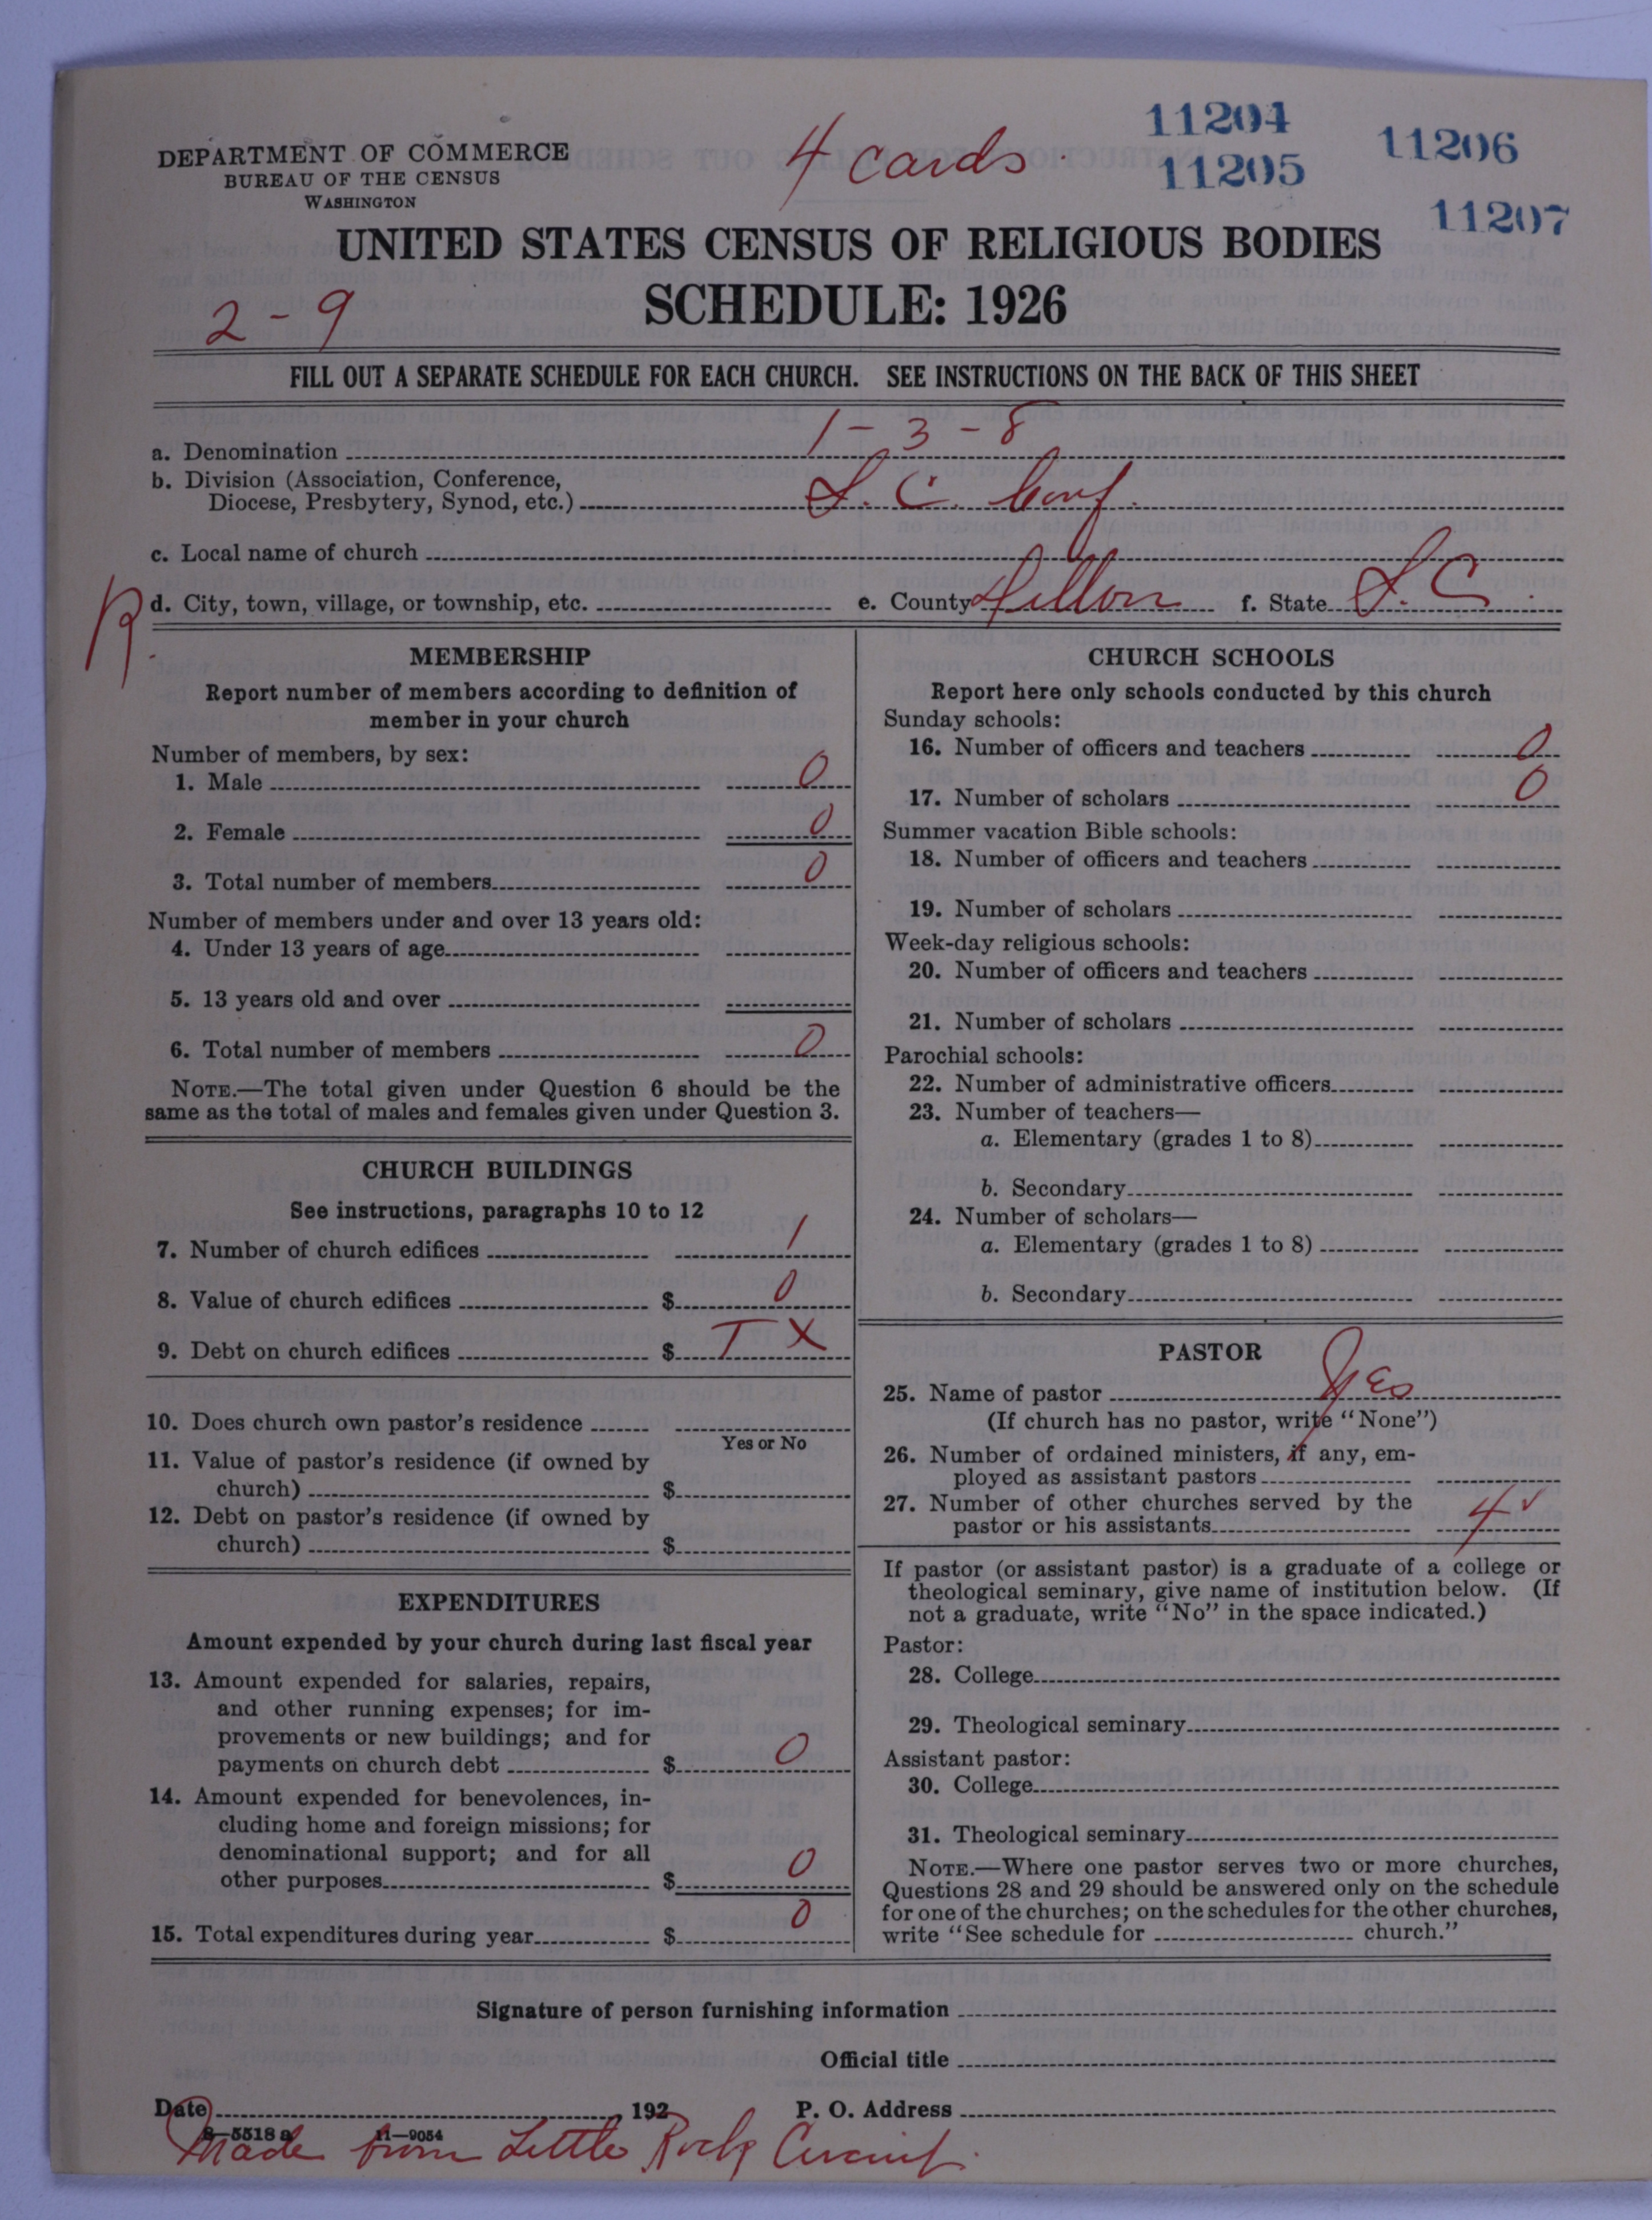 11204
11206
11205
11207
4 cards.
DEPARTMENT OF COMMERCE
BUREAU OF THE CENSUS
WASHINGTON
UNITED STATES CENSUS OF RELIGIOUS BODIES
SCHEDULE: 1926
2 - 9
FILL OUT A SEPARATE SCHEDULE FOR EACH CHURCH. SEE INSTRUCTIONS ON THE BACK OF THIS SHEET
a. Denomination 1 - 3 - 8
b. Division (Association, Conference,
Diocese, Presbytery, Synod, etc.) S. C. Conf.
c. Local name of church
R. d. City, town, village, or township, etc. e. County Dillon f. State S. C.
MEMBERSHIP
Report number of members according to definition of
member in your church
Number of members, by sex:
1. Male 0
2. Female 0
3. Total number of members 0
Number of members under and over 13 years old:
4. Under 13 years of age
5. 13 years old and over
6. Total number of members 0
NOTE.—The total given under Question 6 should be the
same as the total of males and females given under Question 3.
CHURCH BUILDINGS
See instructions, paragraphs 10 to 12
7. Number of church edifices 1
8. Value of church edifices $ 0
9. Debt on church edifices $ T X
10. Does church own pastor's residence
Yes or No
11. Value of pastor's residence (if owned by
church) $
12. Debt on pastor's residence (if owned by
church) $
EXPENDITURES
Amount expended by your church during last fiscal year
13. Amount expended for salaries, repairs,
and other running expenses; for im-
provements or new buildings; and for
payments on church debt $ 0
14. Amount expended for benevolences, in-
cluding home and foreign missions; for
denominational support; and for all
other purposes $ 0
15. Total expenditures during year $ 0
CHURCH SCHOOLS
Report here only schools conducted by this church
Sunday schools:
16. Number of officers and teachers 0
17. Number of scholars 0
Summer vacation Bible schools:
18. Number of officers and teachers
19. Number of scholars
Week-day religious schools:
20. Number of officers and teachers
21. Number of scholars
Parochial schools:
22. Number of administrative officers
23. Number of teachers—
a. Elementary (grades 1 to 8)
b. Secondary
24. Number of scholars—
a. Elementary (grades 1 to 8)
b. Secondary
PASTOR
25. Name of pastor Yes
(If church has no pastor, write "None")
26. Number of ordained ministers, if any, em-
ployed as assistant pastors
27. Number of other churches served by the
pastor or his assistants 4 ✓
If pastor (or assistant pastor) is a graduate of a college or
theological seminary, give name of institution below. (If
not a graduate, write "No" in the space indicated.)
Pastor:
28. College
29. Theological seminary
Assistant pastor:
30. College
31. Theological seminary
NOTE.—Where one pastor serves two or more churches,
Questions 28 and 29 should be answered only on the schedule
for one of the churches; on the schedules for the other churches,
write "See schedule for church."
Signature of person furnishing information
Official title
Date , 192 P. O. Address
8—5518 a 11—9054
Made from Little Rock Circuit.